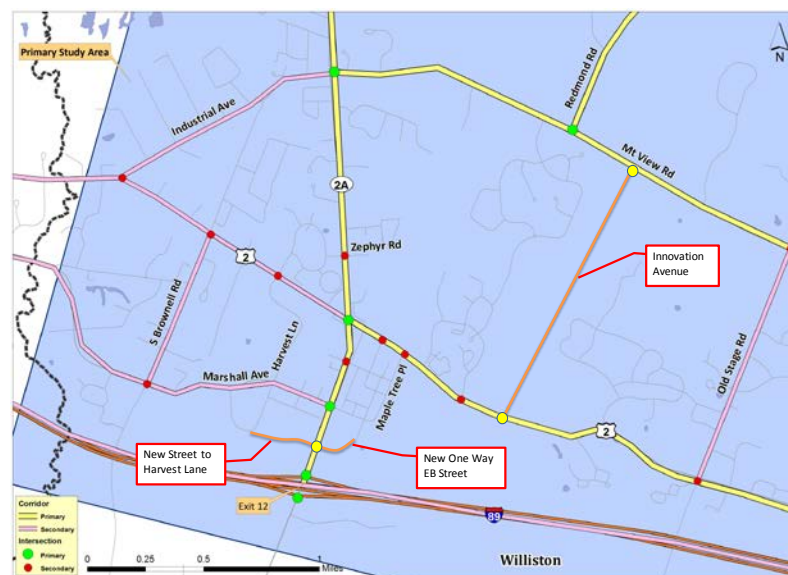 Primary Study Area
N
Redmond Rd
Industrial Ave
Mt View Rd
2A
Zephyr Rd
Innovation
Avenue
2
S Brownell Rd
Harvest Ln
Marshall Ave
Maple Tree Pl
Old Stage Rd
2
New Street to
Harvest Lane
New One Way
EB Street
Exit 12
89
Corridor
Primary
Secondary
Intersection
Primary
Secondary
0 0.25 0.5 1
Miles
Williston